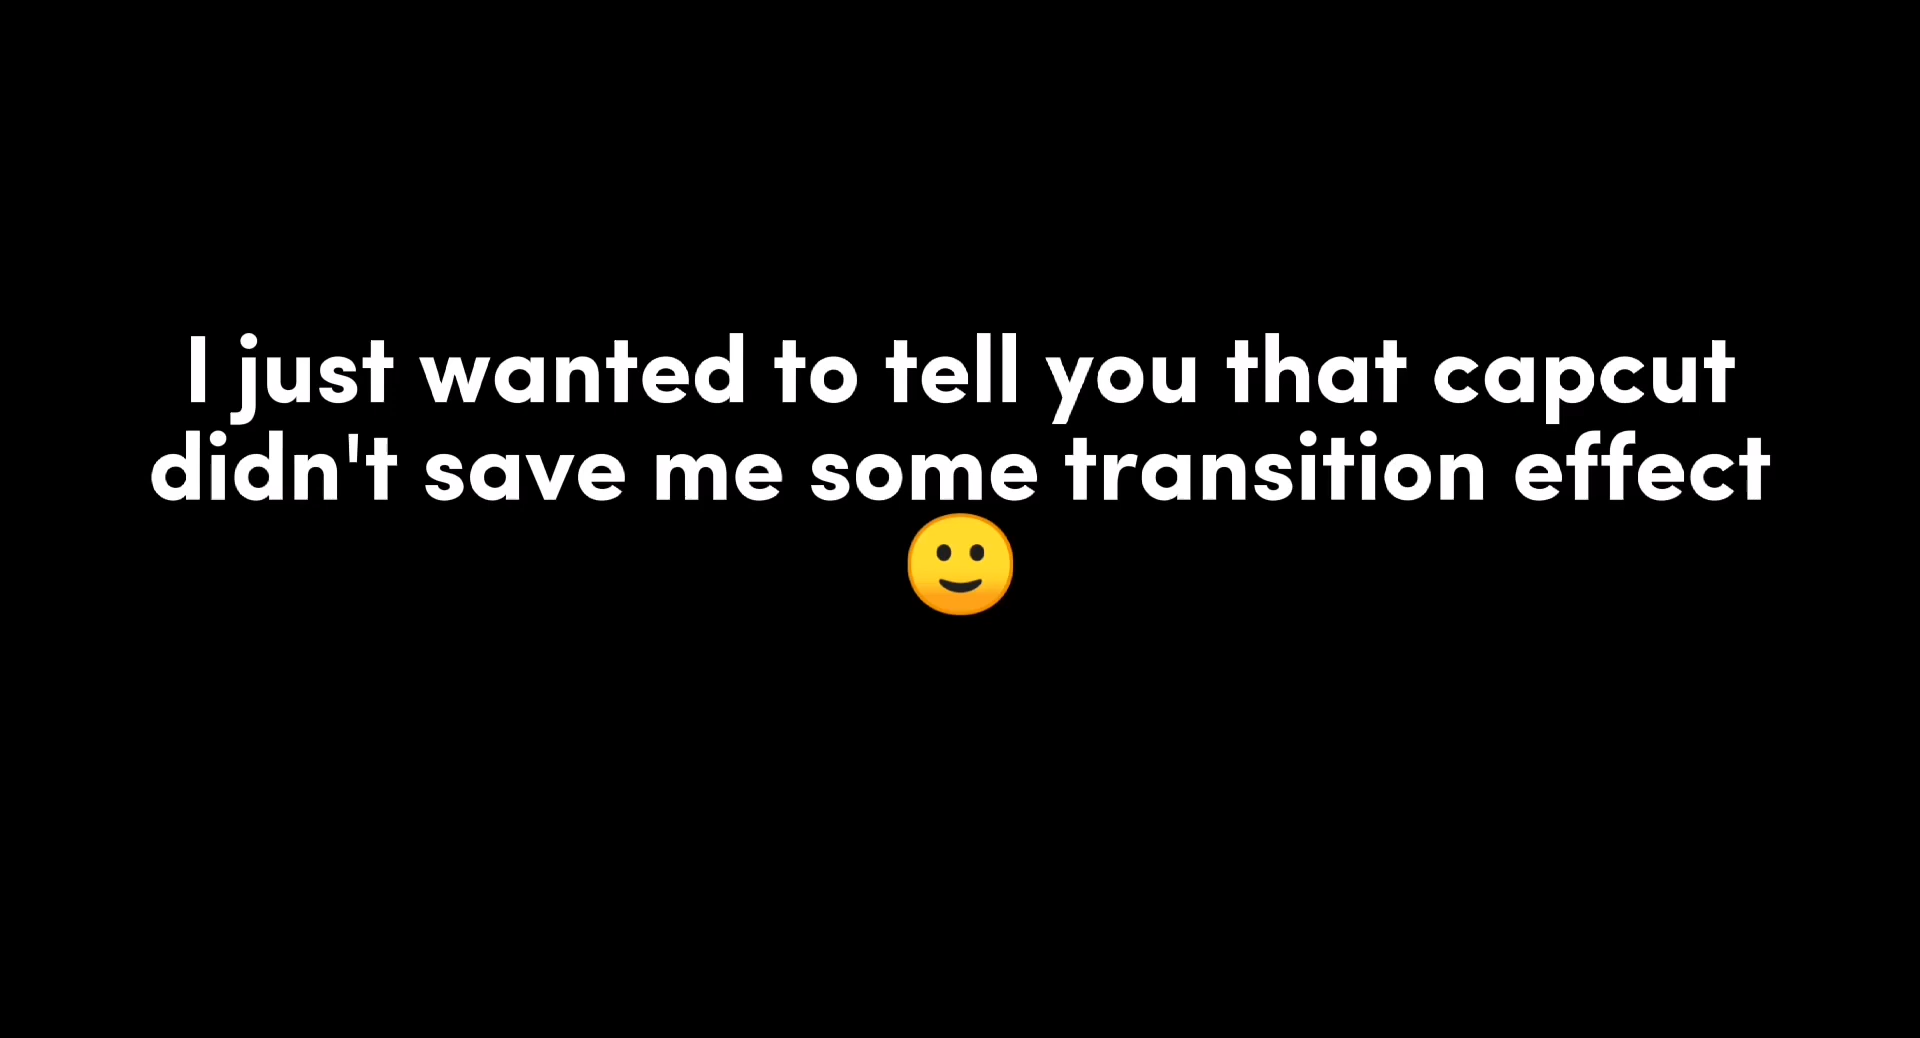 I just wanted to tell you that capcut
didn't save me some transition effect
🙂